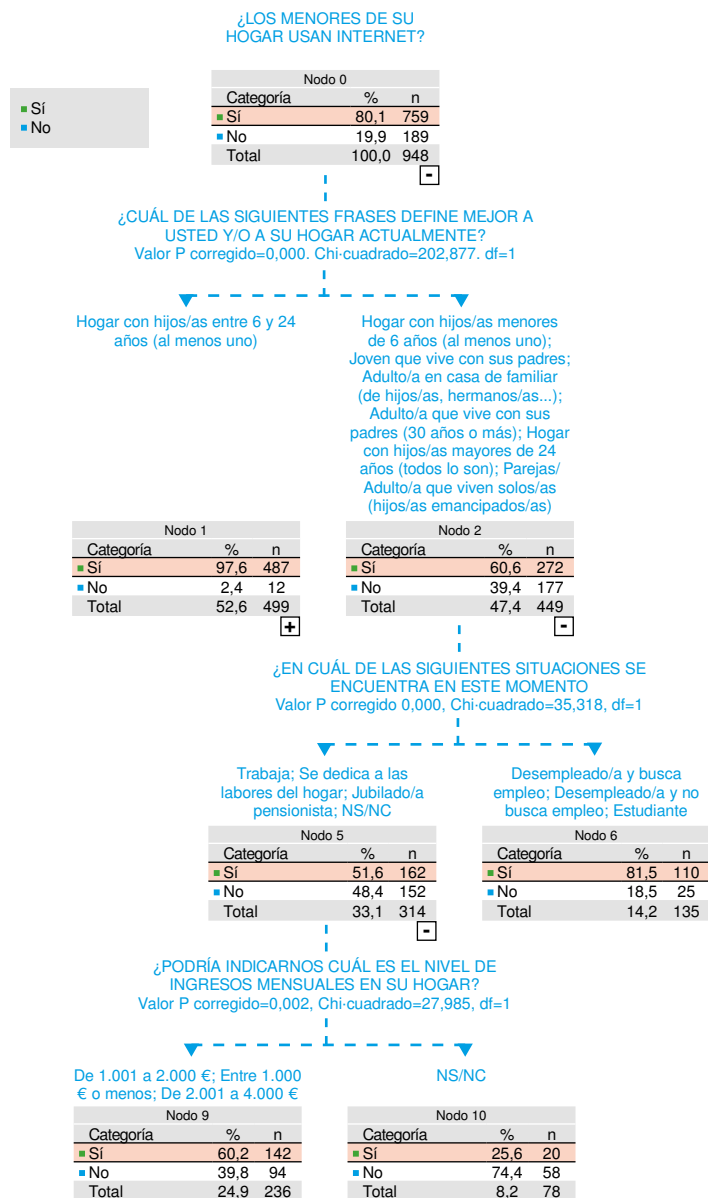 ¿LOS MENORES DE SU
HOGAR USAN INTERNET?
Sí
No
Nodo 0
Categoría % n
Sí 80,1 759
No 19,9 189
Total 100,0 948
-
¿CUÁL DE LAS SIGUIENTES FRASES DEFINE MEJOR A
USTED Y/O A SU HOGAR ACTUALMENTE?
Valor P corregido=0,000. Chi-cuadrado=202,877. df=1
Hogar con hijos/as entre 6 y 24
años (al menos uno)
Hogar con hijos/as menores
de 6 años (al menos uno);
Joven que vive con sus padres;
Adulto/a en casa de familiar
(de hijos/as, hermanos/as...);
Adulto/a que vive con sus
padres (30 años o más); Hogar
con hijos/as mayores de 24
años (todos lo son); Parejas/
Adulto/a que viven solos/as
(hijos/as emancipados/as)
Nodo 1
Categoría % n
Sí 97,6 487
No 2,4 12
Total 52,6 499
+
Nodo 2
Categoría % n
Sí 60,6 272
No 39,4 177
Total 47,4 449
-
¿EN CUÁL DE LAS SIGUIENTES SITUACIONES SE
ENCUENTRA EN ESTE MOMENTO
Valor P corregido 0,000, Chi-cuadrado=35,318, df=1
Trabaja; Se dedica a las
labores del hogar; Jubilado/a
pensionista; NS/NC
Desempleado/a y busca
empleo; Desempleado/a y no
busca empleo; Estudiante
Nodo 5
Categoría % n
Sí 51,6 162
No 48,4 152
Total 33,1 314
-
Nodo 6
Categoría % n
Sí 81,5 110
No 18,5 25
Total 14,2 135
¿PODRÍA INDICARNOS CUÁL ES EL NIVEL DE
INGRESOS MENSUALES EN SU HOGAR?
Valor P corregido=0,002, Chi-cuadrado=27,985, df=1
De 1.001 a 2.000 €; Entre 1.000
€ o menos; De 2.001 a 4.000 €
NS/NC
Nodo 9
Categoría % n
Sí 60,2 142
No 39,8 94
Total 24,9 236
Nodo 10
Categoría % n
Sí 25,6 20
No 74,4 58
Total 8,2 78